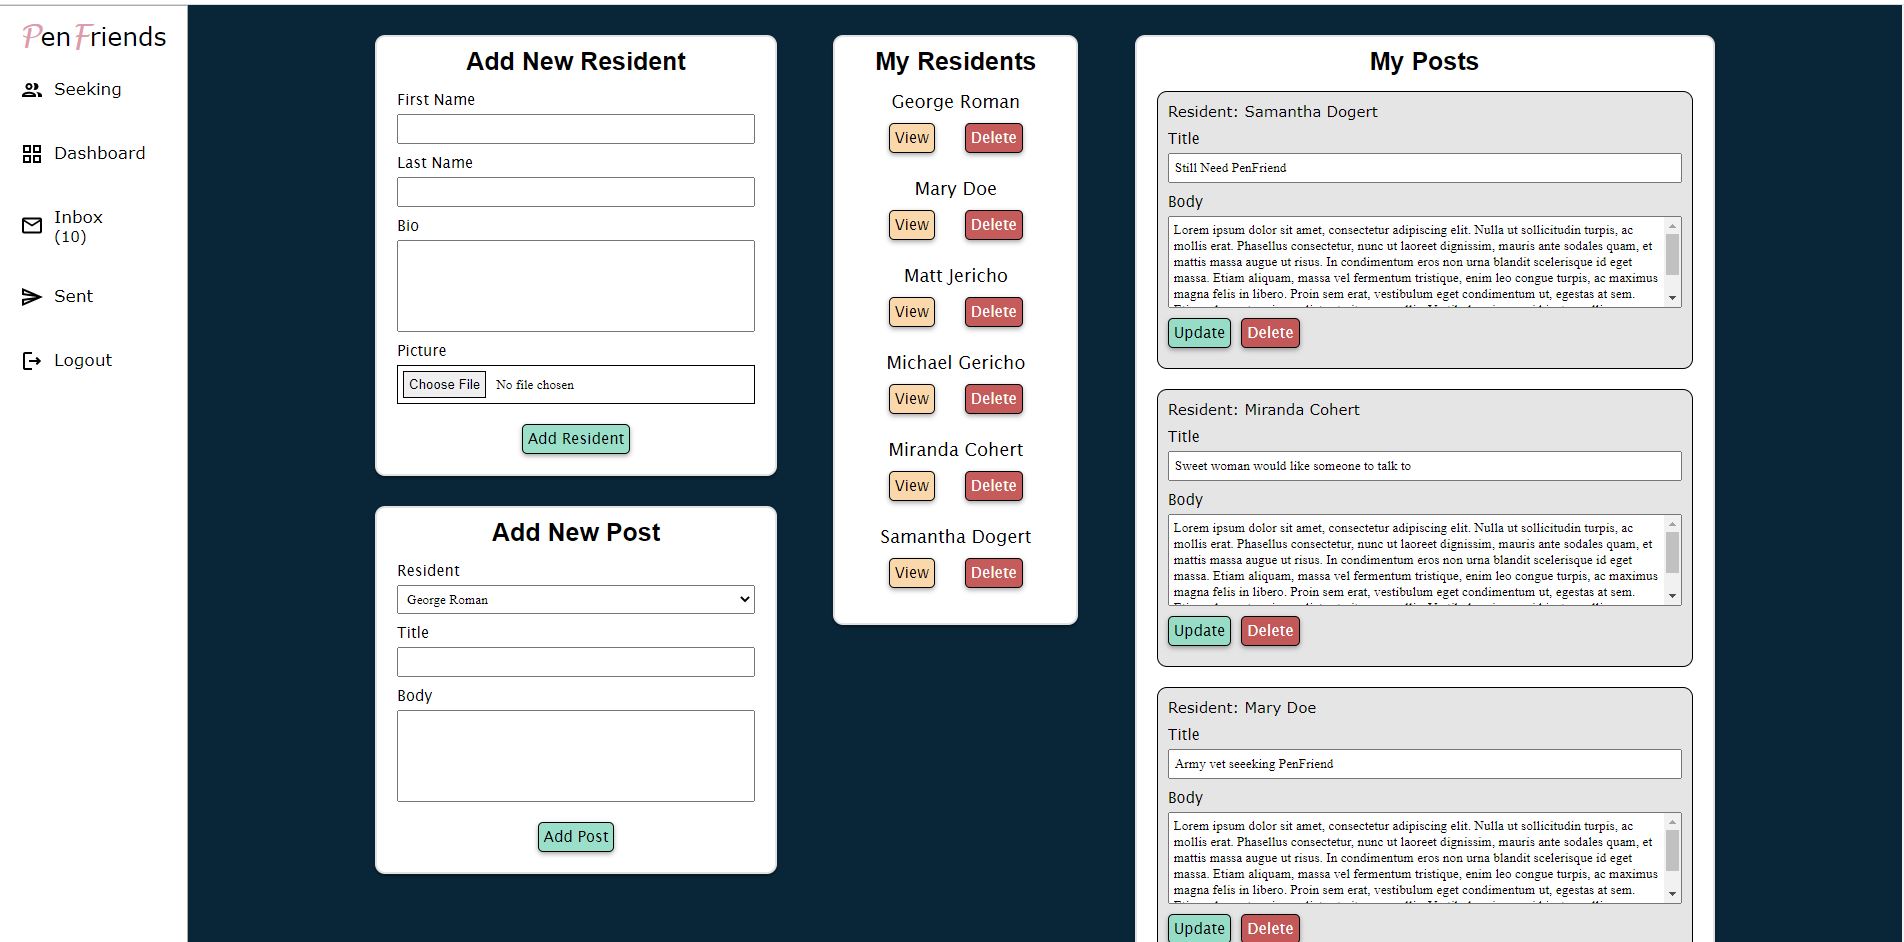 PenFriends
Seeking
Dashboard
Inbox
(10)
Sent
Logout
Add New Resident
First Name
Last Name
Bio
Picture
Choose File No file chosen
Add Resident
Add New Post
Resident
George Roman
Title
Body
Add Post
My Residents
George Roman
View Delete
Mary Doe
View Delete
Matt Jericho
View Delete
Michael Gericho
View Delete
Miranda Cohert
View Delete
Samantha Dogert
View Delete
My Posts
Resident: Samantha Dogert
Title
Still Need PenFriend
Body
Lorem ipsum dolor sit amet, consectetur adipiscing elit. Nulla ut sollicitudin turpis, ac
mollis erat. Phasellus consectetur, nunc ut laoreet dignissim, mauris ante sodales quam, et
mattis massa augue ut risus. In condimentum eros non urna blandit scelerisque id eget
massa. Etiam aliquam, massa vel fermentum tristique, enim leo congue turpis, ac maximus
magna felis in libero. Proin sem erat, vestibulum eget condimentum ut, egestas at sem.
Update Delete
Resident: Miranda Cohert
Title
Sweet woman would like someone to talk to
Body
Lorem ipsum dolor sit amet, consectetur adipiscing elit. Nulla ut sollicitudin turpis, ac
mollis erat. Phasellus consectetur, nunc ut laoreet dignissim, mauris ante sodales quam, et
mattis massa augue ut risus. In condimentum eros non urna blandit scelerisque id eget
massa. Etiam aliquam, massa vel fermentum tristique, enim leo congue turpis, ac maximus
magna felis in libero. Proin sem erat, vestibulum eget condimentum ut, egestas at sem.
Update Delete
Resident: Mary Doe
Title
Army vet seeeking PenFriend
Body
Lorem ipsum dolor sit amet, consectetur adipiscing elit. Nulla ut sollicitudin turpis, ac
mollis erat. Phasellus consectetur, nunc ut laoreet dignissim, mauris ante sodales quam, et
mattis massa augue ut risus. In condimentum eros non urna blandit scelerisque id eget
massa. Etiam aliquam, massa vel fermentum tristique, enim leo congue turpis, ac maximus
magna felis in libero. Proin sem erat, vestibulum eget condimentum ut, egestas at sem.
Update Delete